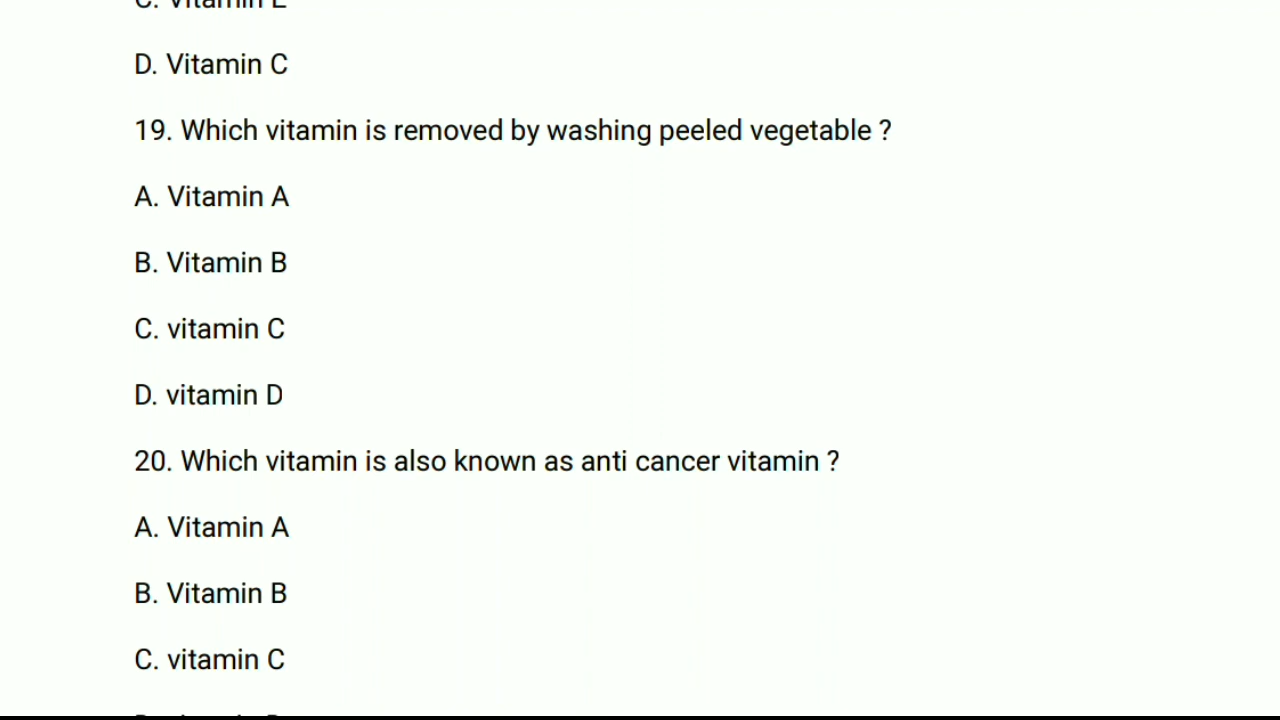 C. Vitamin E
D. Vitamin C
19. Which vitamin is removed by washing peeled vegetable ?
A. Vitamin A
B. Vitamin B
C. vitamin C
D. vitamin D
20. Which vitamin is also known as anti cancer vitamin ?
A. Vitamin A
B. Vitamin B
C. vitamin C